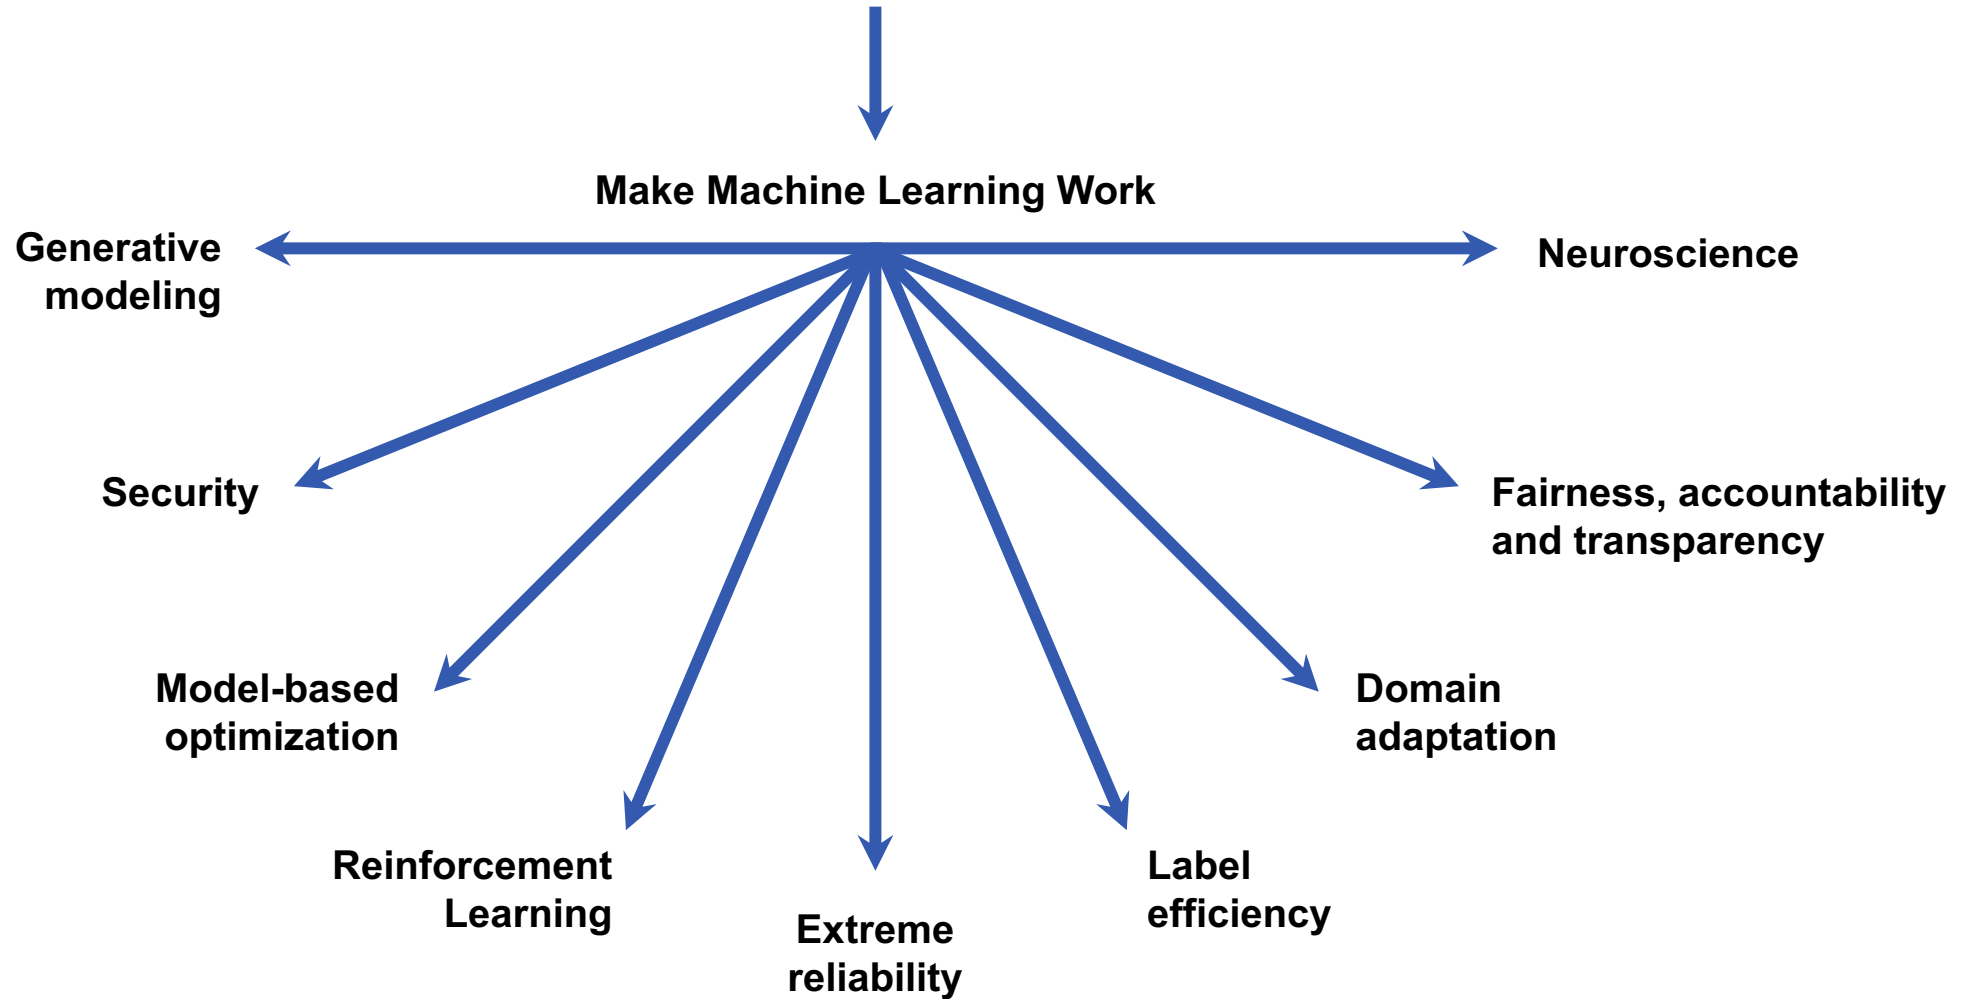 Make Machine Learning Work
Generative
modeling
Neuroscience
Security
Fairness, accountability
and transparency
Model-based
optimization
Domain
adaptation
Reinforcement
Learning
Label
efficiency
Extreme
reliability